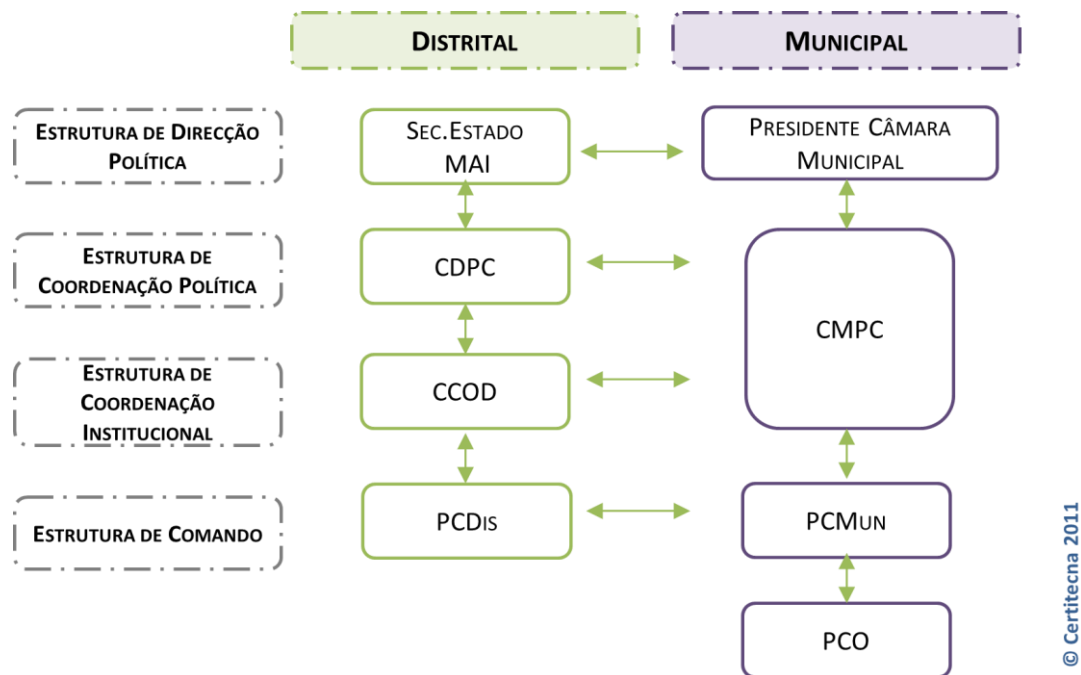 DISTRITAL
MUNICIPAL
ESTRUTURA DE DIRECÇÃO
POLÍTICA
SEC.ESTADO
MAI
PRESIDENTE CÂMARA
MUNICIPAL
ESTRUTURA DE
COORDENAÇÃO POLÍTICA
CDPC
CMPC
ESTRUTURA DE
COORDENAÇÃO
INSTITUCIONAL
CCOD
ESTRUTURA DE COMANDO
PCDIS
PCMUN
PCO
© Certitecna 2011